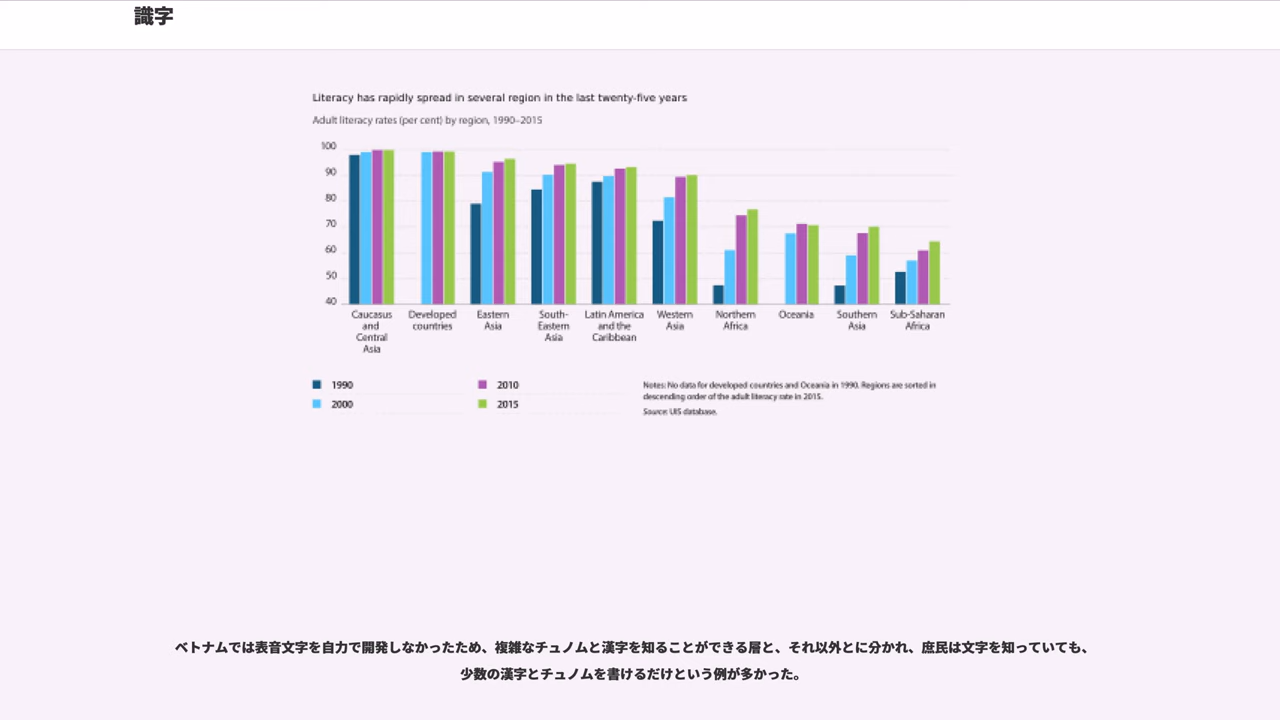 識字
Literacy has rapidly spread in several region in the last twenty-five years
Adult literacy rates (per cent) by region, 1990–2015
100
90
80
70
60
50
40
Caucasus and Central Asia
Developed countries
Eastern Asia
South-Eastern Asia
Latin America and the Caribbean
Western Asia
Northern Africa
Oceania
Southern Asia
Sub-Saharan Africa
1990
2000
2010
2015
Notes: No data for developed countries and Oceania in 1990. Regions are sorted in
descending order of the adult literacy rate in 2015.
Source: UIS database.
ベトナムでは表音文字を自力で開発しなかったため、複雑なチュノムと漢字を知ることができる層と、それ以外とに分かれ、庶民は文字を知っていても、
少数の漢字とチュノムを書けるだけという例が多かった。